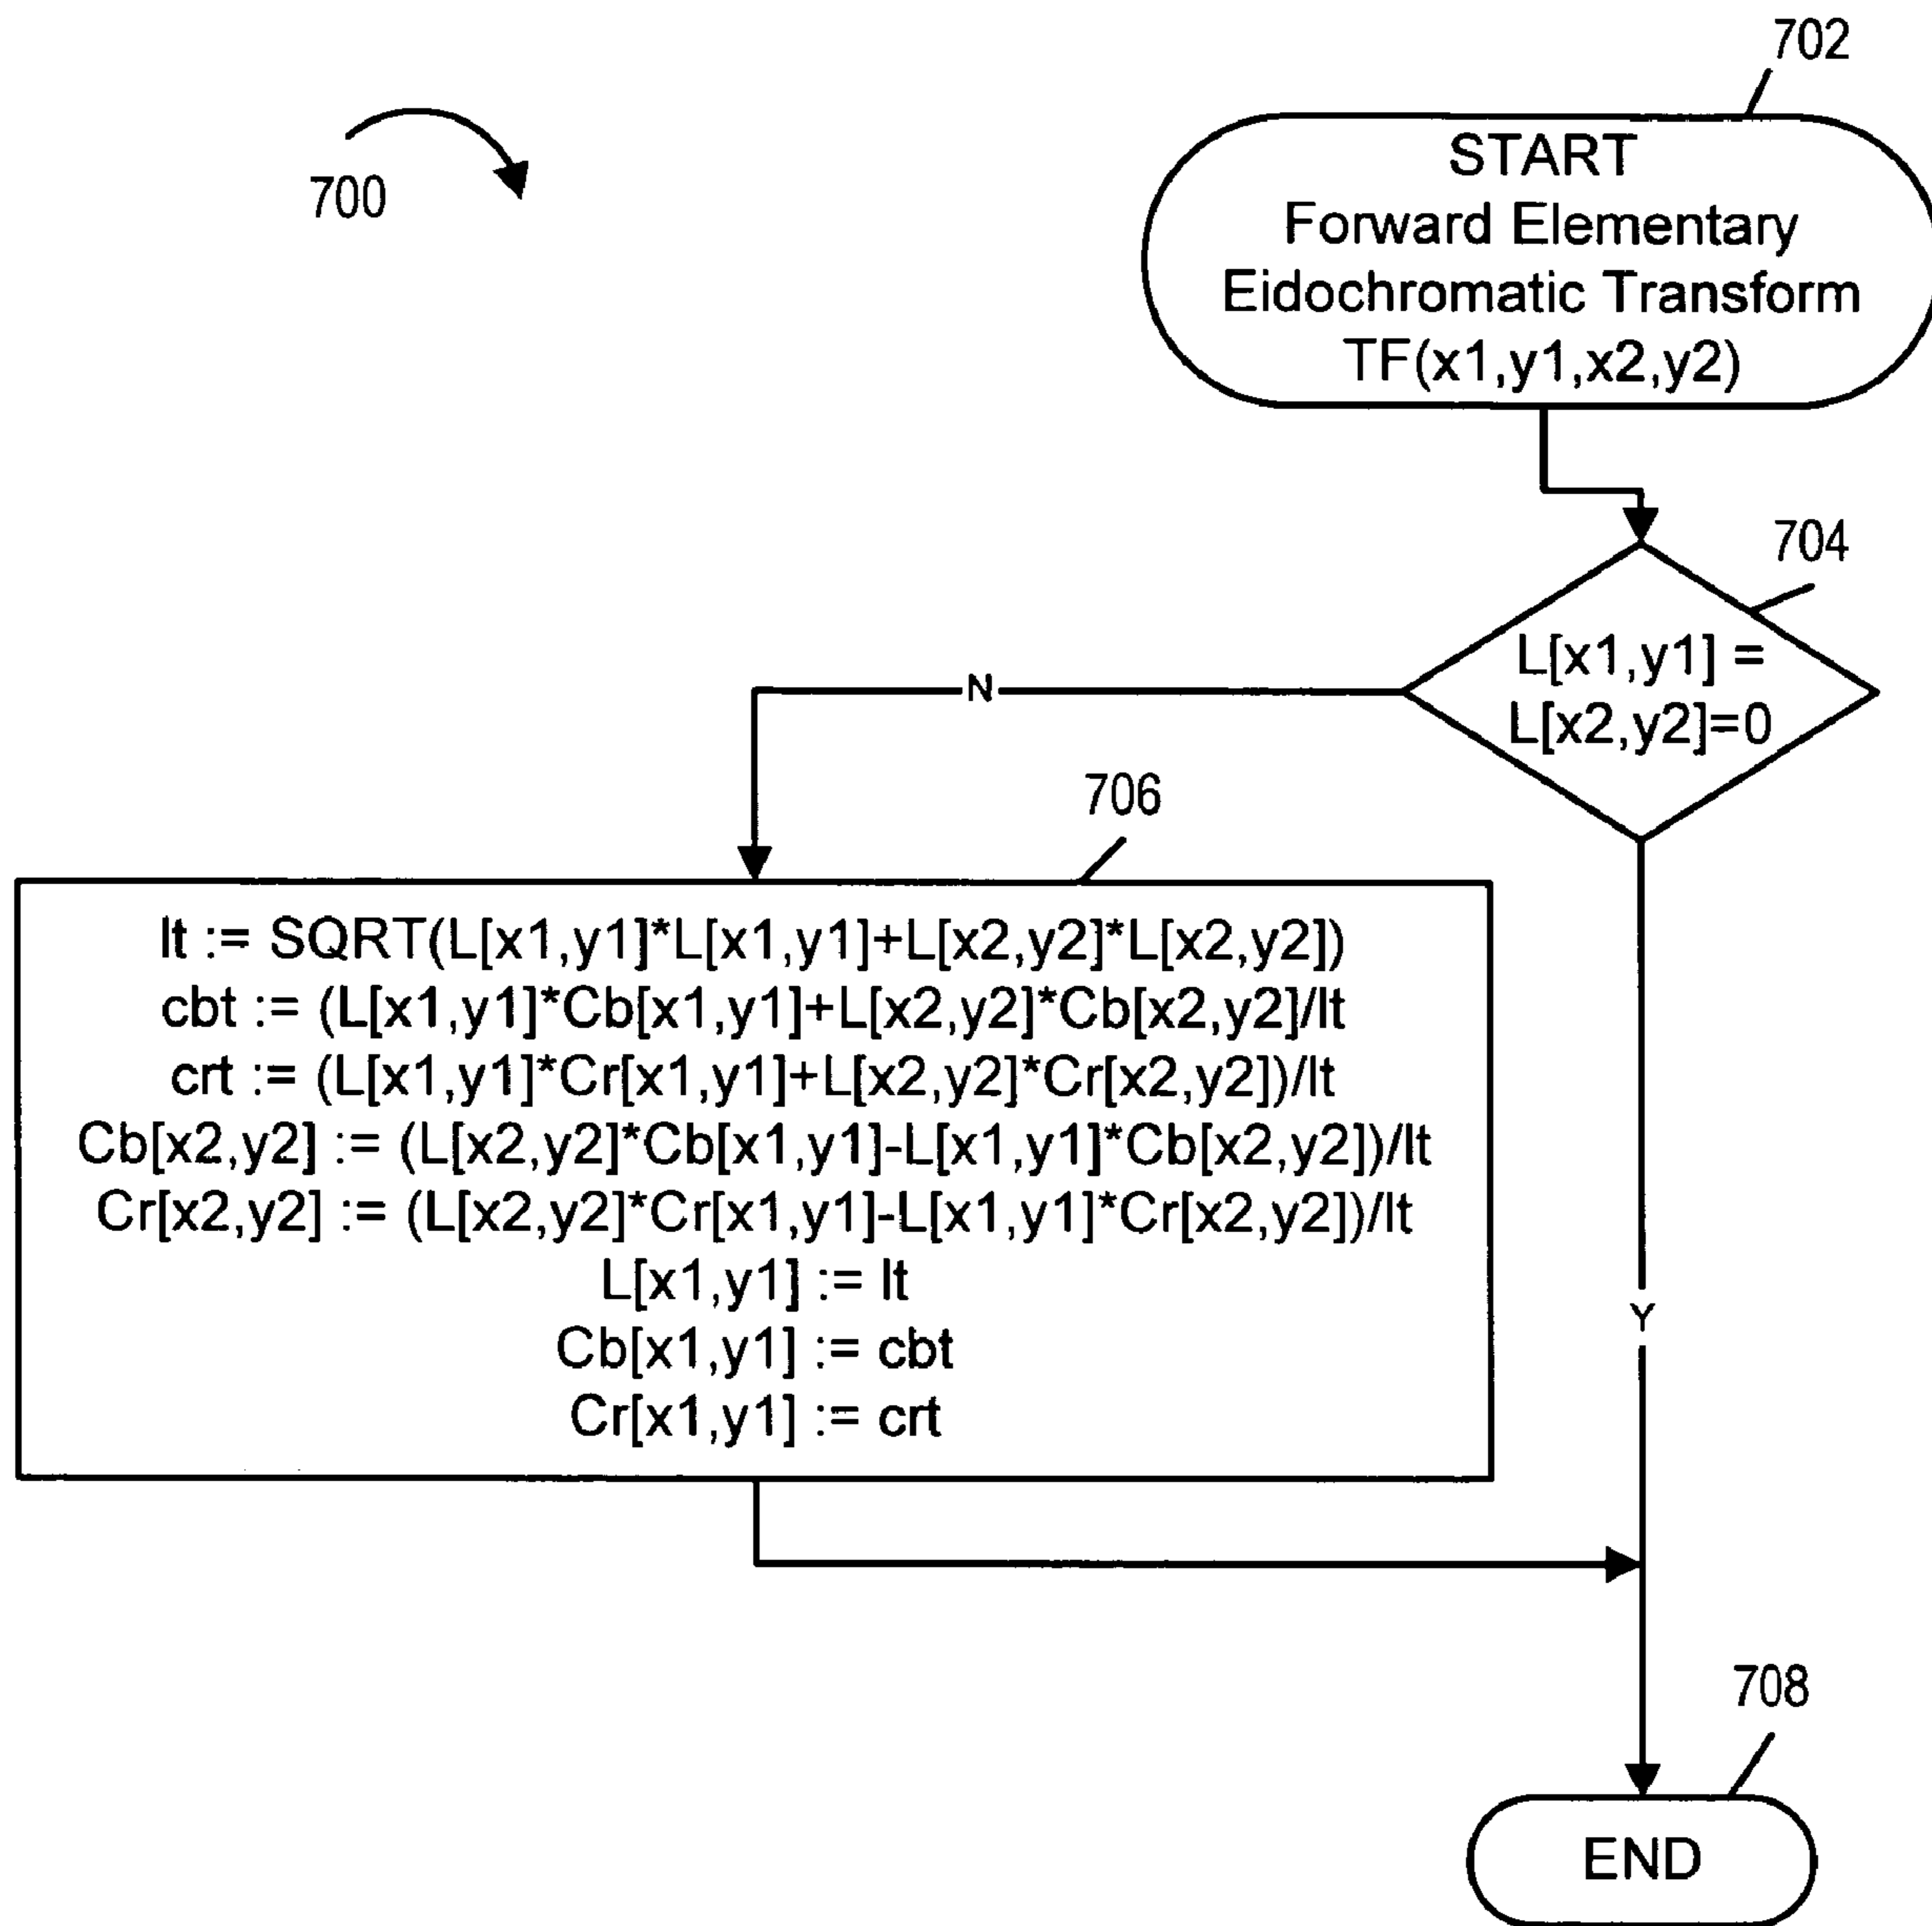 702
START
Forward Elementary
Eidochromatic Transform
TF(x1,y1,x2,y2)
700
704
L[x1,y1] =
L[x2,y2]=0
N
706
lt := SQRT(L[x1,y1]*L[x1,y1]+L[x2,y2]*L[x2,y2])
cbt := (L[x1,y1]*Cb[x1,y1]+L[x2,y2]*Cb[x2,y2]/lt
crt := (L[x1,y1]*Cr[x1,y1]+L[x2,y2]*Cr[x2,y2])/lt
Cb[x2,y2] := (L[x2,y2]*Cb[x1,y1]-L[x1,y1]*Cb[x2,y2])/lt
Cr[x2,y2] := (L[x2,y2]*Cr[x1,y1]-L[x1,y1]*Cr[x2,y2])/lt
L[x1,y1] := lt
Cb[x1,y1] := cbt
Cr[x1,y1] := crt
Y
708
END